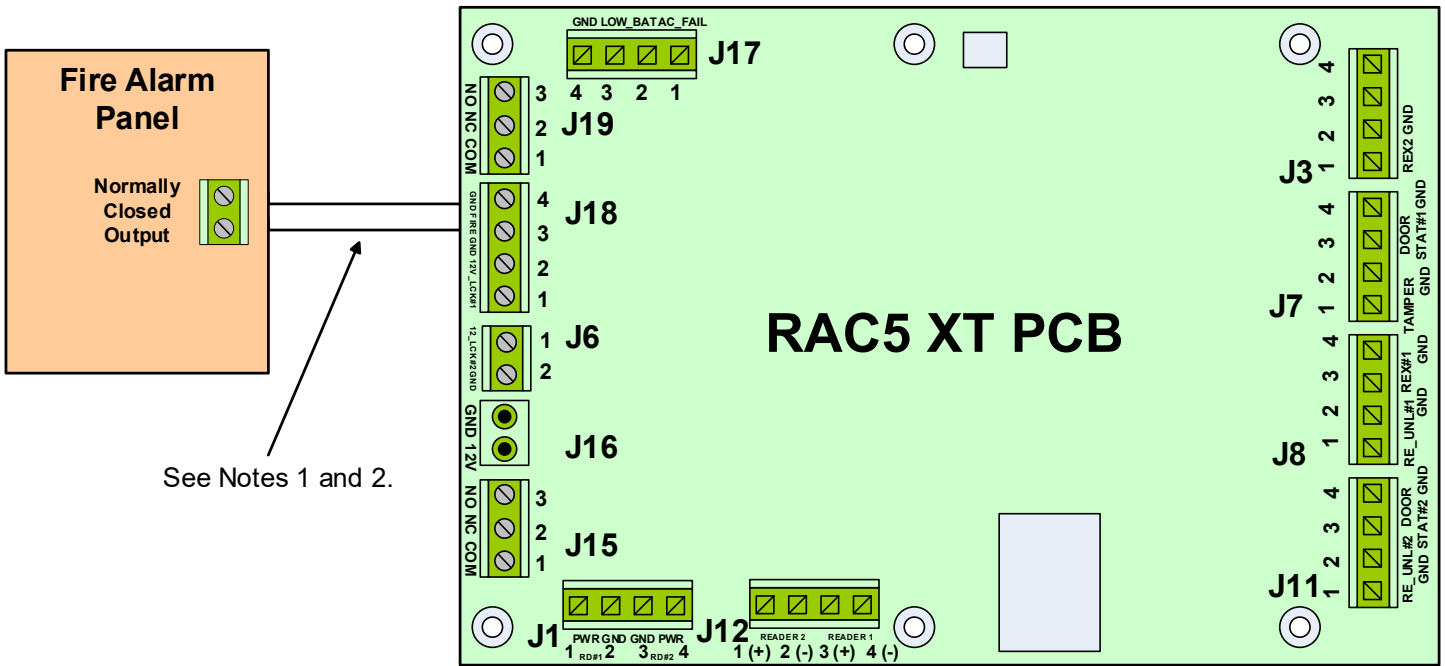 Fire Alarm
Panel
Normally
Closed
Output
See Notes 1 and 2.
RAC5 XT PCB
GND LOW_BATAC_FAIL
J17
4 3 2 1
NO NC COM
3
2
1
J19
GND FIRE GND 12V_LCK#1
4
3
2
1
J18
12_LCK#2GND
1
2
J6
GND 12V
J16
NO NC COM
3
2
1
J15
J1
PWR GND GND PWR
1 RD#1 2 3 RD#2 4
J12
READER 2 READER 1
1 (+) 2 (-) 3 (+) 4 (-)
4
3
2
1
J3
REX2 GND
4
3
2
1
J7
TAMPER
GND
DOOR
STAT#1 GND
4
3
2
1
J8
RE_UNL#1
GND
REX#1
GND
4
3
2
1
J11
RE_UNL#2 DOOR
GND STAT#2 GND